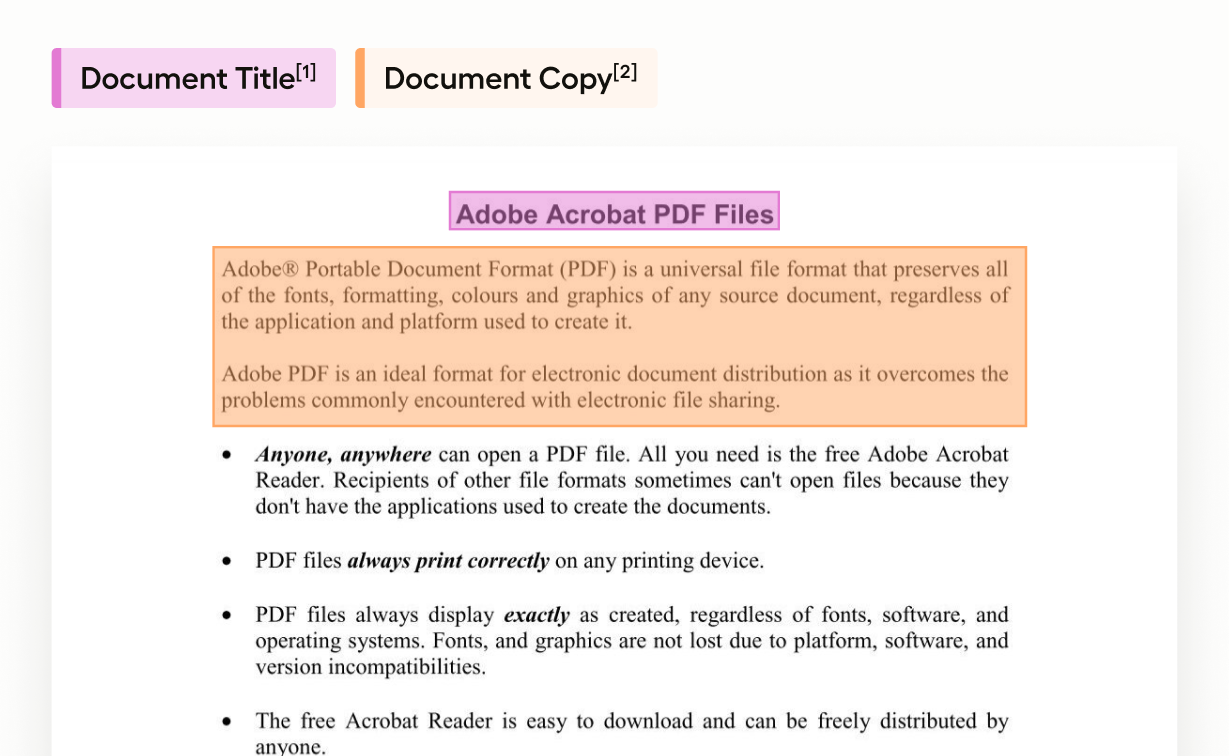 Document Title[1]
Document Copy[2]
Adobe Acrobat PDF Files
Adobe® Portable Document Format (PDF) is a universal file format that preserves all
of the fonts, formatting, colours and graphics of any source document, regardless of
the application and platform used to create it.
Adobe PDF is an ideal format for electronic document distribution as it overcomes the
problems commonly encountered with electronic file sharing.
• Anyone, anywhere can open a PDF file. All you need is the free Adobe Acrobat
Reader. Recipients of other file formats sometimes can't open files because they
don't have the applications used to create the documents.
• PDF files always print correctly on any printing device.
• PDF files always display exactly as created, regardless of fonts, software, and
operating systems. Fonts, and graphics are not lost due to platform, software, and
version incompatibilities.
• The free Acrobat Reader is easy to download and can be freely distributed by
anyone.